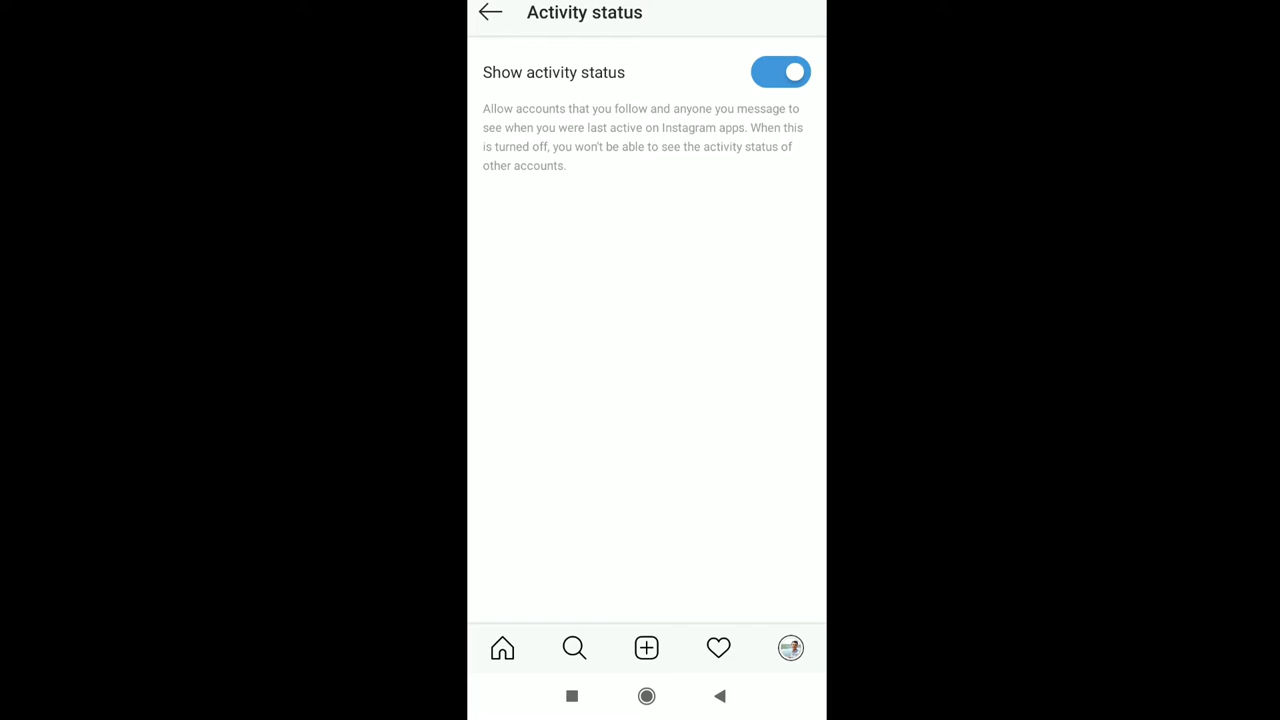 Activity status
Show activity status
Allow accounts that you follow and anyone you message to
see when you were last active on Instagram apps. When this
is turned off, you won't be able to see the activity status of
other accounts.